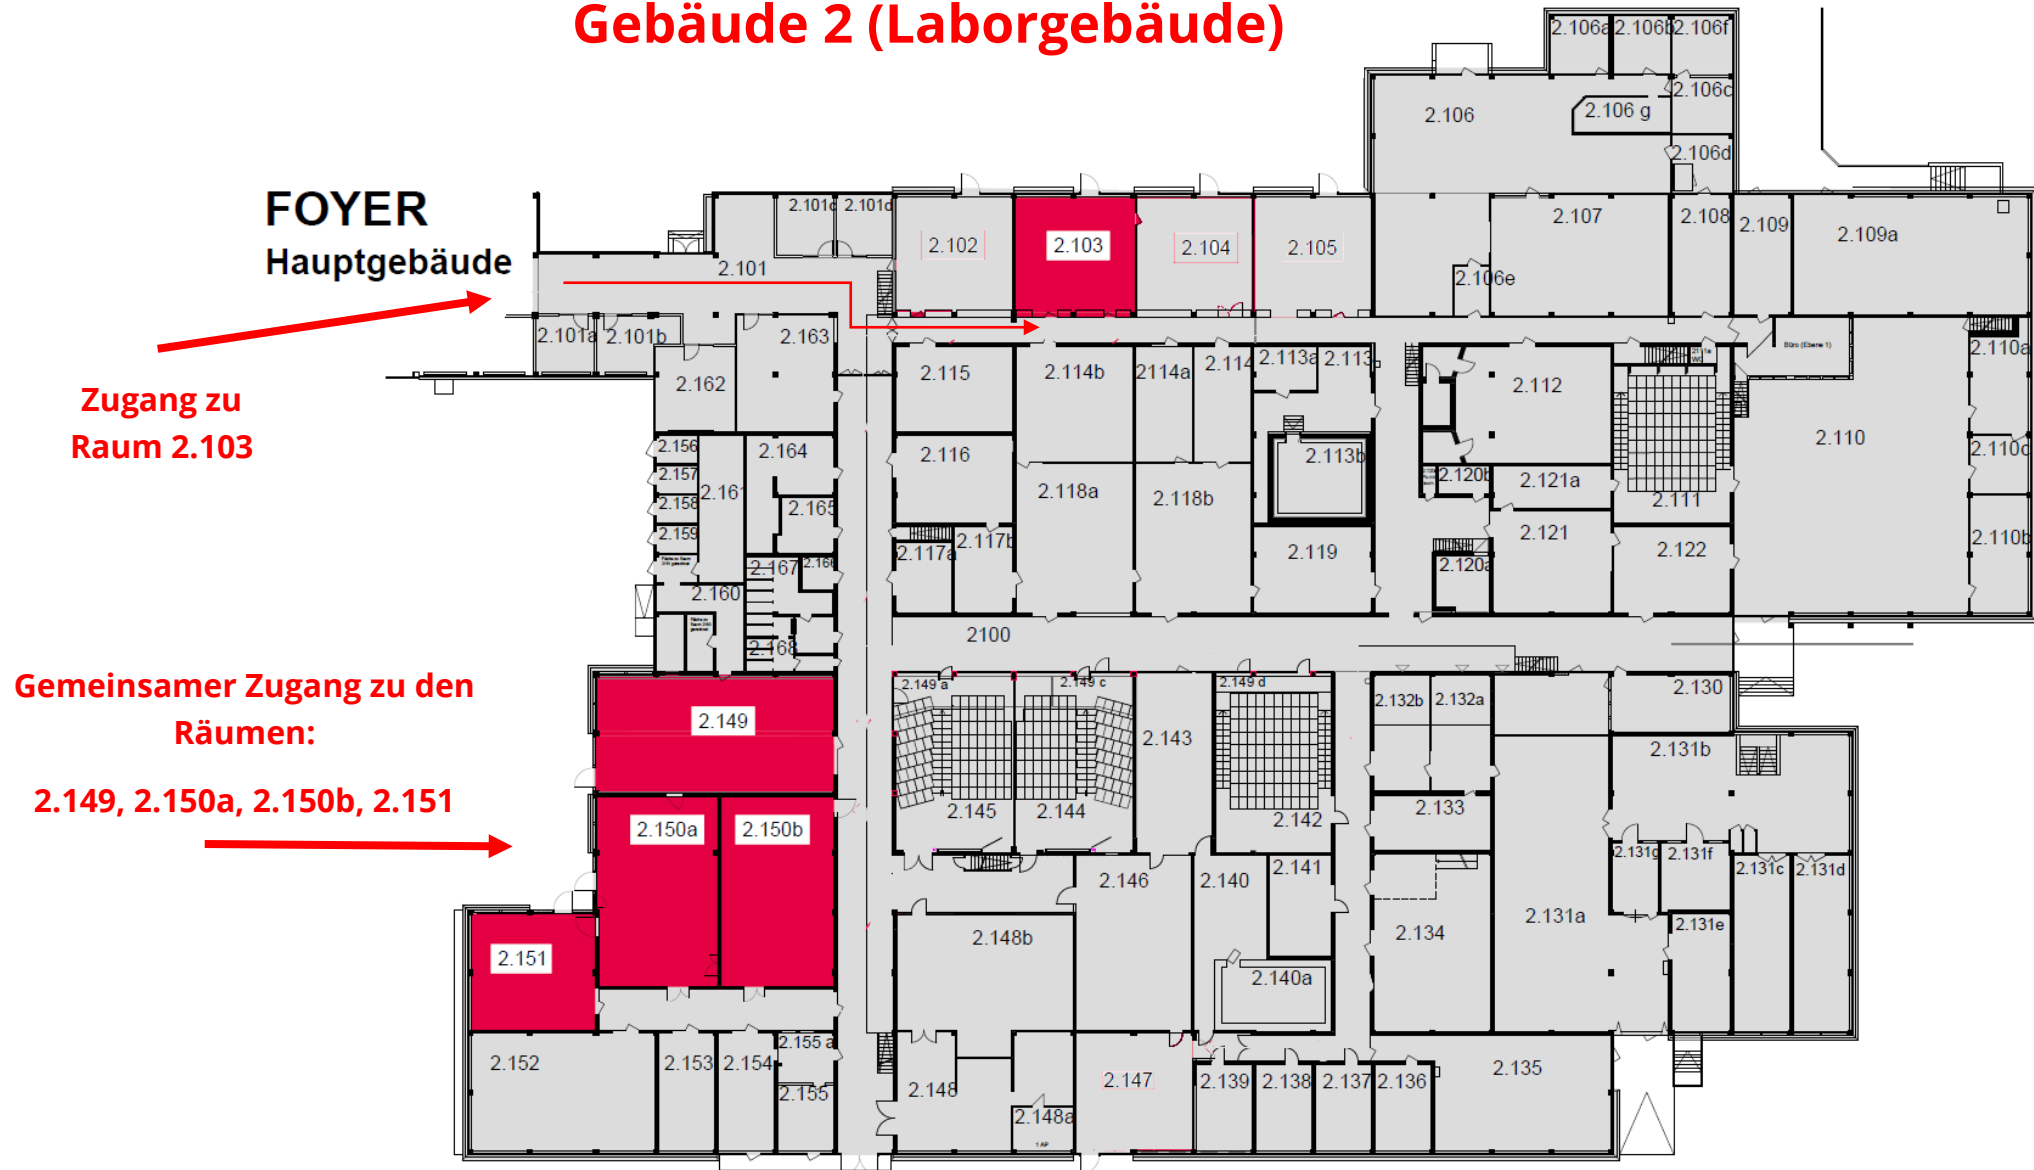 Gebäude 2 (Laborgebäude)
2.106a 2.106b 2.106f
2.106c
2.106 2.106 g
2.106d
FOYER
Hauptgebäude
2.101c 2.101d
2.102 2.103 2.104 2.105
2.107 2.108 2.109 2.109a
2.101
2.106e
2.101a 2.101b 2.163
Zugang zu
Raum 2.103
2.162
2.115 2.114b 2114a 2.114 2.113a 2.113
2.112
Büro (Ebene 1)
2.110a
2.156
2.157
2.158
2.159
2.161
2.164
2.165
2.116
2.118a 2.118b
2.113b
2.120b 2.121a
2.111
2.110
2.110c
2.117a 2.117b
2.119
2.120a
2.121 2.122
2.110b
2.167 2.166
2.160
2.168
2100
Gemeinsamer Zugang zu den
Räumen:
2.149, 2.150a, 2.150b, 2.151
2.149
2.149 a 2.149 c 2.149 d
2.143
2.132b 2.132a
2.130
2.131b
2.150a 2.150b
2.145 2.144 2.142
2.133
2.131g 2.131f
2.131c 2.131d
2.146 2.140 2.141
2.134 2.131a 2.131e
2.151
2.148b
2.140a
2.152 2.153 2.154 2.155 a
2.155
2.148
2.148a
1 AP
2.147
2.139 2.138 2.137 2.136
2.135